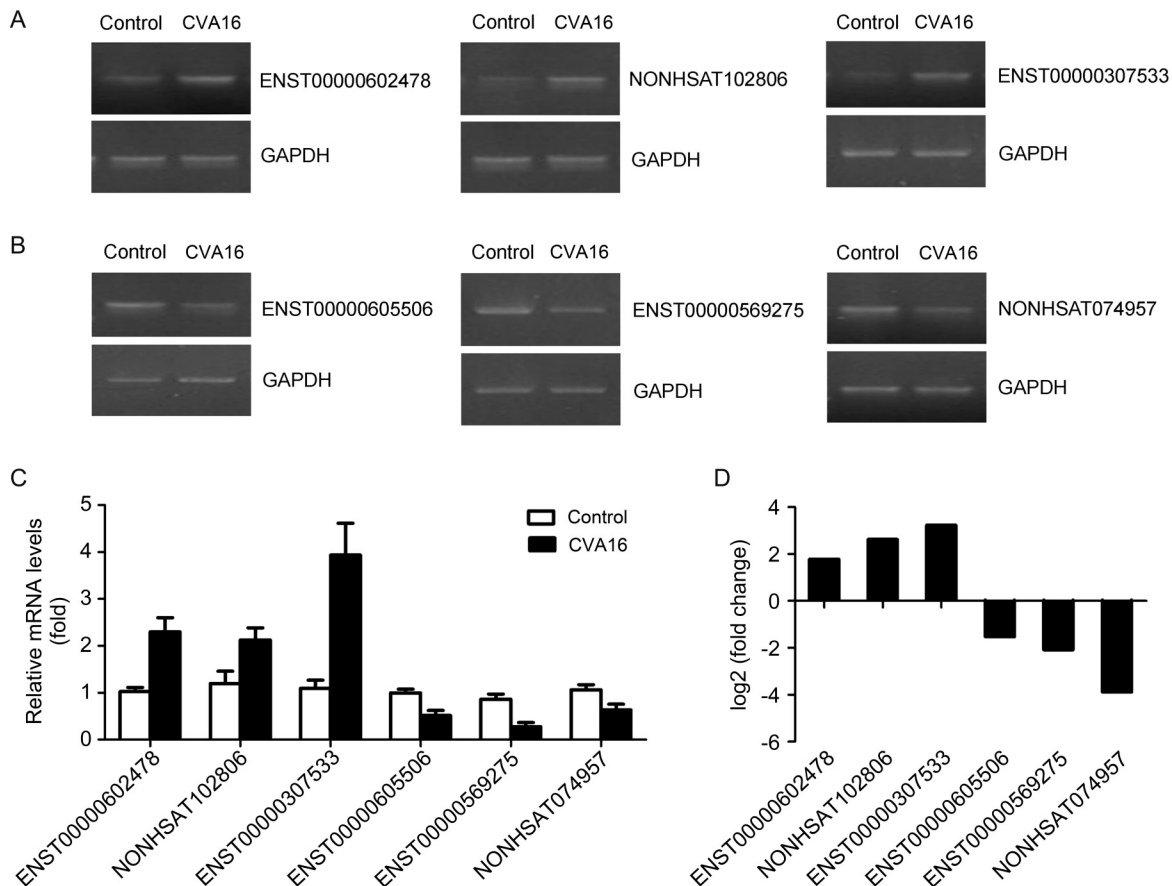 A
Control CVA16
ENST00000602478
GAPDH
Control CVA16
NONHSAT102806
GAPDH
Control CVA16
ENST00000307533
GAPDH
B
Control CVA16
ENST00000605506
GAPDH
Control CVA16
ENST00000569275
GAPDH
Control CVA16
NONHSAT074957
GAPDH
C
Relative mRNA levels
(fold)
5
4
3
2
1
0
Control
CVA16
ENST00000602478
NONHSAT102806
ENST00000307533
ENST00000605506
ENST00000569275
NONHSAT074957
D
log2 (fold change)
4
2
0
-2
-4
-6
ENST00000602478
NONHSAT102806
ENST00000307533
ENST00000605506
ENST00000569275
NONHSAT074957